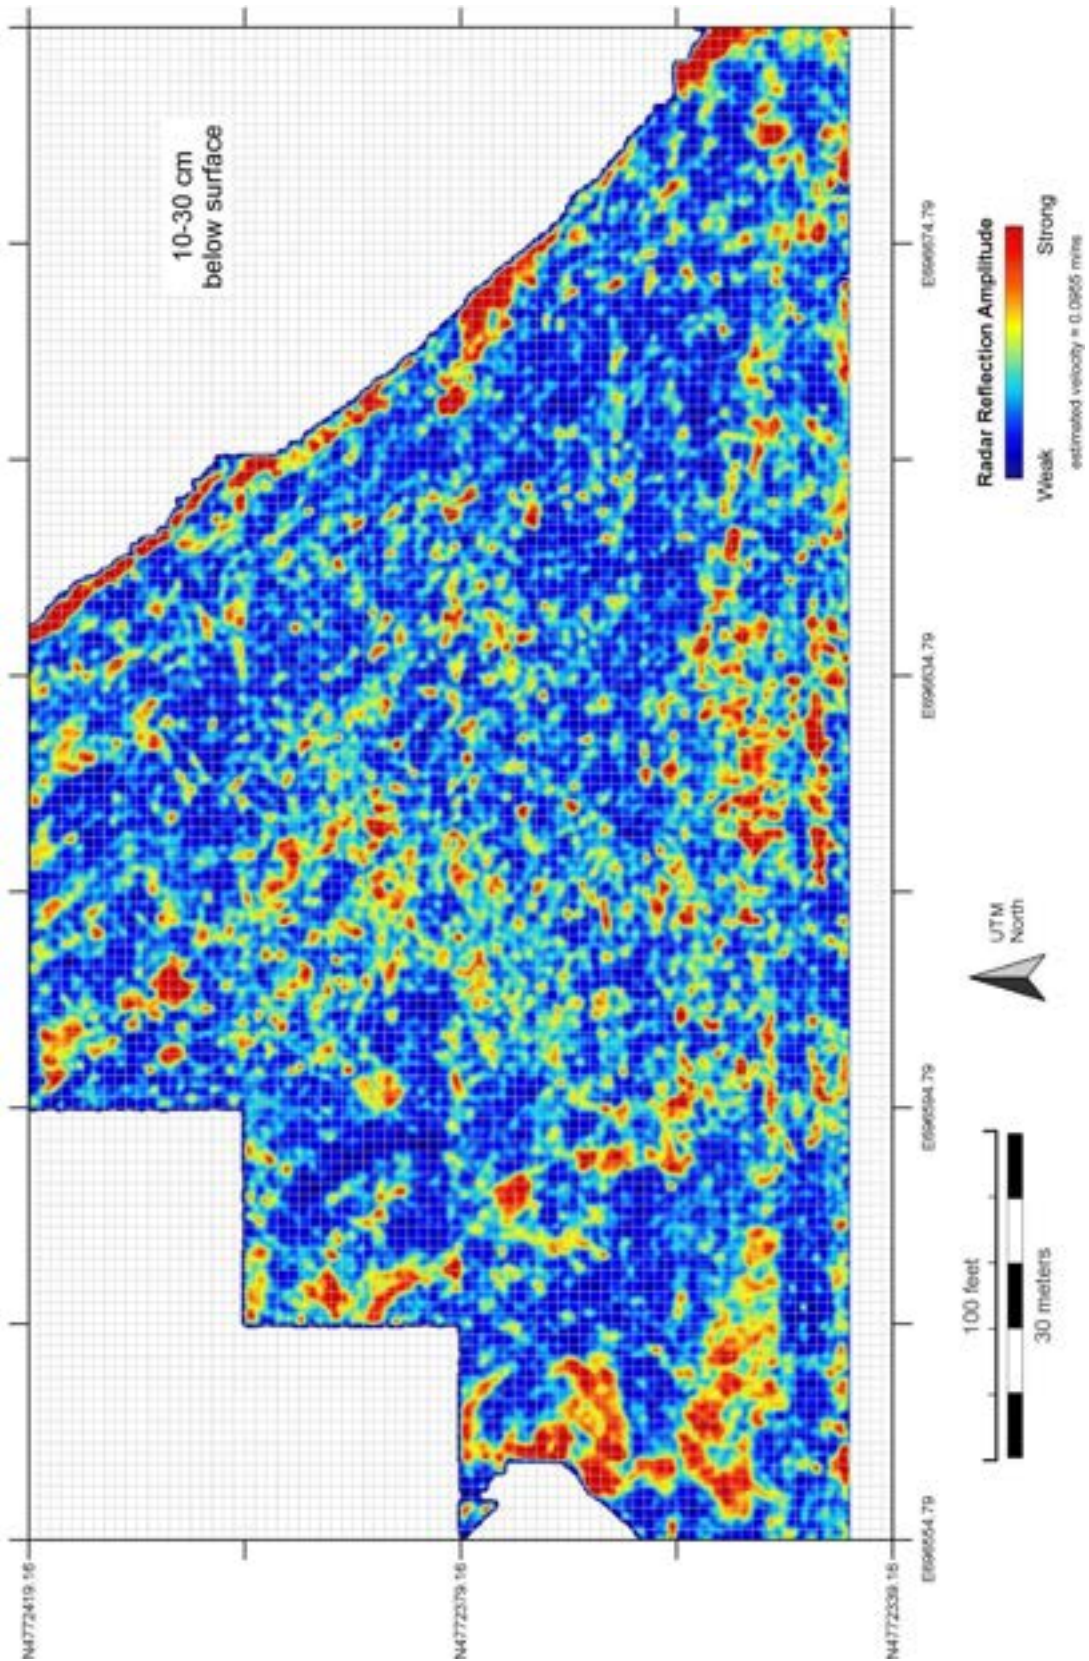 10-30 cm
below surface
N4772419.16
N4772379.16
N4772339.16
E696554.79
E696594.79
E696634.79
E696674.79
100 feet
30 meters
UTM
North
Radar Reflection Amplitude
Weak
Strong
estimated velocity = 0.0955 m/ns